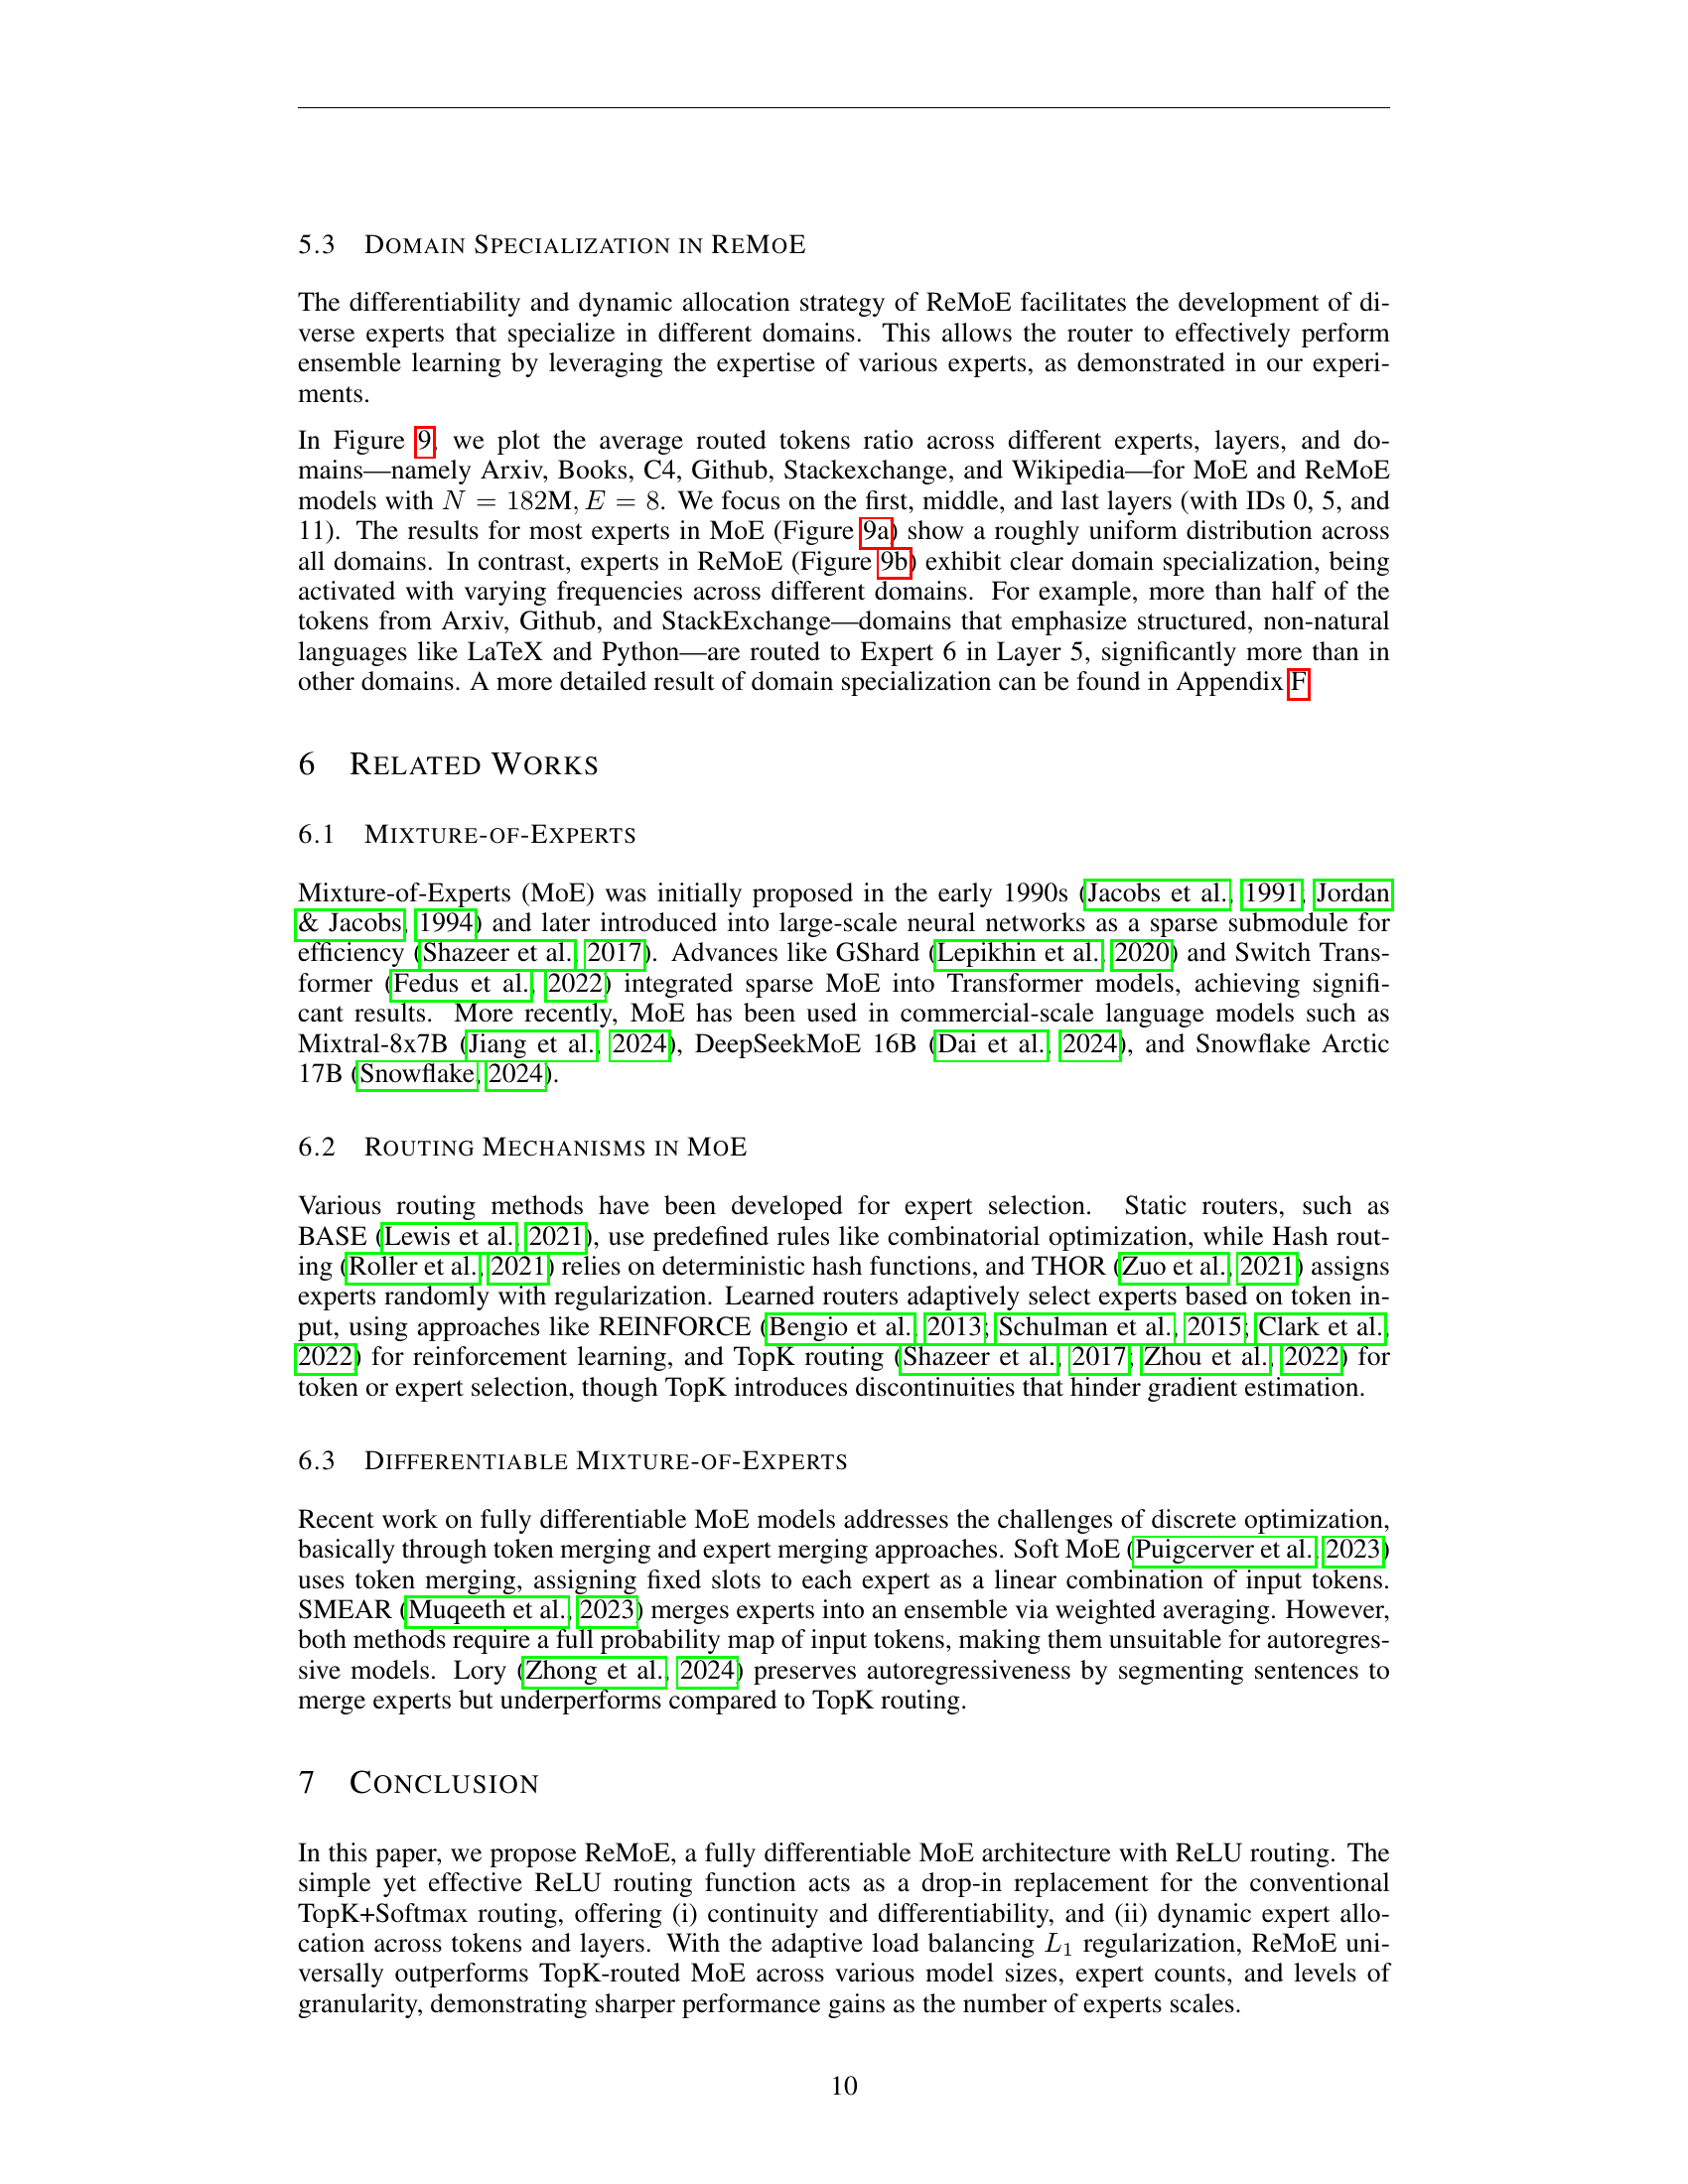 5.3 DOMAIN SPECIALIZATION IN REMOE
The differentiability and dynamic allocation strategy of ReMoE facilitates the development of di-
verse experts that specialize in different domains. This allows the router to effectively perform
ensemble learning by leveraging the expertise of various experts, as demonstrated in our experi-
ments.
In Figure 9, we plot the average routed tokens ratio across different experts, layers, and do-
mains—namely Arxiv, Books, C4, Github, Stackexchange, and Wikipedia—for MoE and ReMoE
models with N = 182M, E = 8. We focus on the first, middle, and last layers (with IDs 0, 5, and
11). The results for most experts in MoE (Figure 9a) show a roughly uniform distribution across
all domains. In contrast, experts in ReMoE (Figure 9b) exhibit clear domain specialization, being
activated with varying frequencies across different domains. For example, more than half of the
tokens from Arxiv, Github, and StackExchange—domains that emphasize structured, non-natural
languages like LaTeX and Python—are routed to Expert 6 in Layer 5, significantly more than in
other domains. A more detailed result of domain specialization can be found in Appendix F
6 RELATED WORKS
6.1 MIXTURE-OF-EXPERTS
Mixture-of-Experts (MoE) was initially proposed in the early 1990s (Jacobs et al., 1991; Jordan
& Jacobs, 1994) and later introduced into large-scale neural networks as a sparse submodule for
efficiency (Shazeer et al., 2017). Advances like GShard (Lepikhin et al., 2020) and Switch Trans-
former (Fedus et al., 2022) integrated sparse MoE into Transformer models, achieving signifi-
cant results. More recently, MoE has been used in commercial-scale language models such as
Mixtral-8x7B (Jiang et al., 2024), DeepSeekMoE 16B (Dai et al., 2024), and Snowflake Arctic
17B (Snowflake, 2024).
6.2 ROUTING MECHANISMS IN MOE
Various routing methods have been developed for expert selection. Static routers, such as
BASE (Lewis et al., 2021), use predefined rules like combinatorial optimization, while Hash rout-
ing (Roller et al., 2021) relies on deterministic hash functions, and THOR (Zuo et al., 2021) assigns
experts randomly with regularization. Learned routers adaptively select experts based on token in-
put, using approaches like REINFORCE (Bengio et al., 2013; Schulman et al., 2015; Clark et al.,
2022) for reinforcement learning, and TopK routing (Shazeer et al., 2017; Zhou et al., 2022) for
token or expert selection, though TopK introduces discontinuities that hinder gradient estimation.
6.3 DIFFERENTIABLE MIXTURE-OF-EXPERTS
Recent work on fully differentiable MoE models addresses the challenges of discrete optimization,
basically through token merging and expert merging approaches. Soft MoE (Puigcerver et al., 2023)
uses token merging, assigning fixed slots to each expert as a linear combination of input tokens.
SMEAR (Muqeeth et al., 2023) merges experts into an ensemble via weighted averaging. However,
both methods require a full probability map of input tokens, making them unsuitable for autoregres-
sive models. Lory (Zhong et al., 2024) preserves autoregressiveness by segmenting sentences to
merge experts but underperforms compared to TopK routing.
7 CONCLUSION
In this paper, we propose ReMoE, a fully differentiable MoE architecture with ReLU routing. The
simple yet effective ReLU routing function acts as a drop-in replacement for the conventional
TopK+Softmax routing, offering (i) continuity and differentiability, and (ii) dynamic expert allo-
cation across tokens and layers. With the adaptive load balancing L₁ regularization, ReMoE uni-
versally outperforms TopK-routed MoE across various model sizes, expert counts, and levels of
granularity, demonstrating sharper performance gains as the number of experts scales.
10